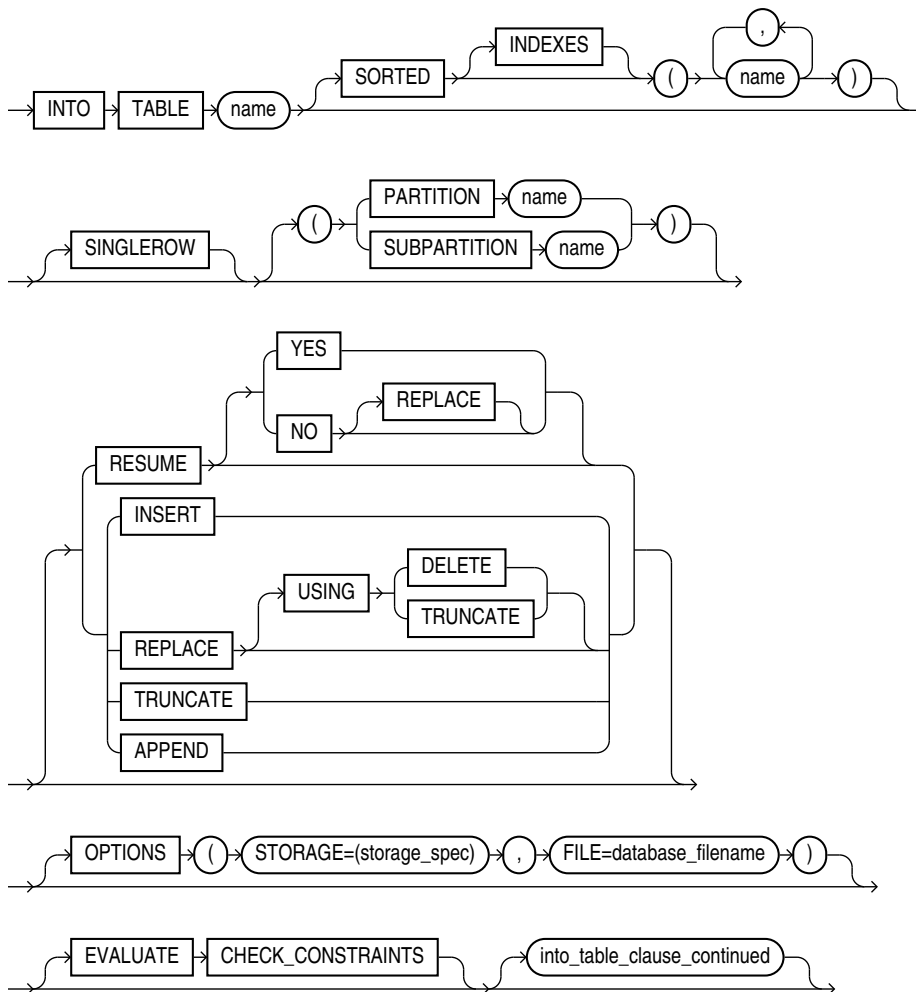 INDEXES ,
SORTED ( name )
INTO TABLE name
PARTITION name
SINGLEROW ( )
SUBPARTITION name
YES
REPLACE
NO
RESUME
INSERT
DELETE
USING
TRUNCATE
REPLACE
TRUNCATE
APPEND
OPTIONS ( STORAGE=(storage_spec) , FILE=database_filename )
EVALUATE CHECK_CONSTRAINTS into_table_clause_continued